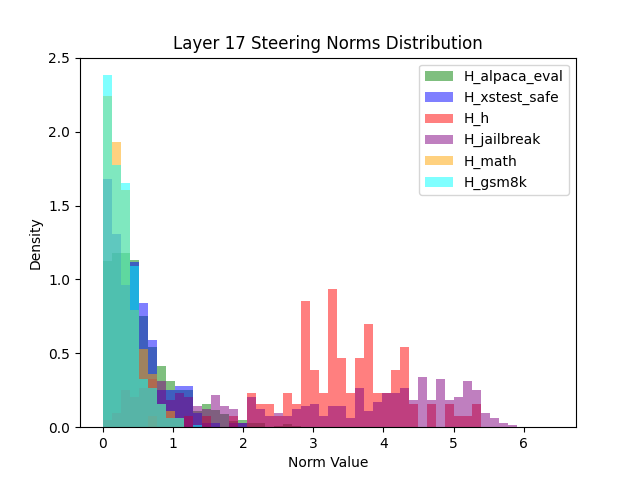 Layer 17 Steering Norms Distribution
2.5
2.0
1.5
1.0
0.5
0.0
Density
H_alpaca_eval
H_xstest_safe
H_h
H_jailbreak
H_math
H_gsm8k
0 1 2 3 4 5 6
Norm Value